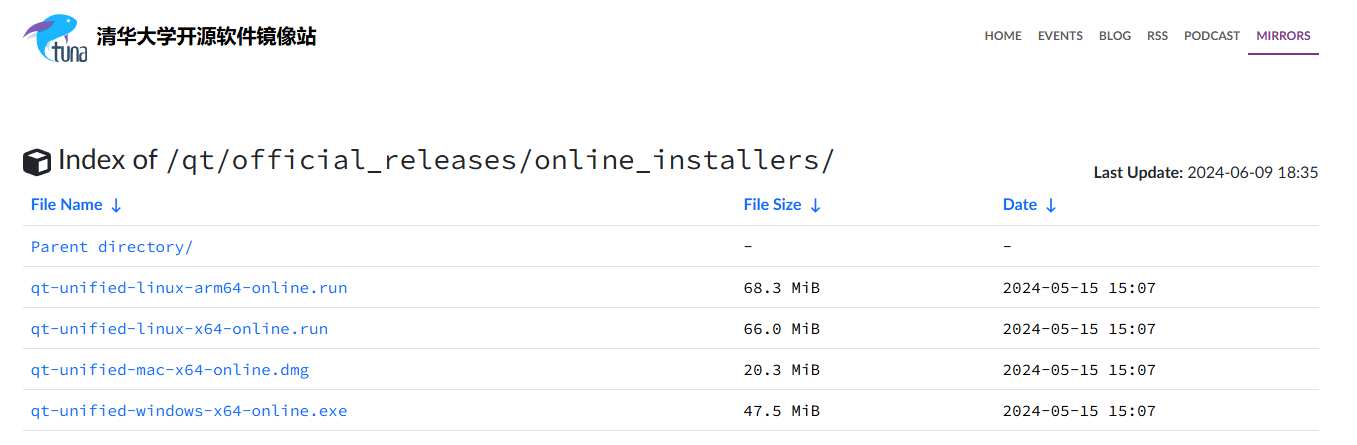 tuna 清华大学开源软件镜像站 HOME EVENTS BLOG RSS PODCAST MIRRORS
Index of /qt/official_releases/online_installers/
Last Update: 2024-06-09 18:35
File Name ↓ File Size ↓ Date ↓
Parent directory/ - -
qt-unified-linux-arm64-online.run 68.3 MiB 2024-05-15 15:07
qt-unified-linux-x64-online.run 66.0 MiB 2024-05-15 15:07
qt-unified-mac-x64-online.dmg 20.3 MiB 2024-05-15 15:07
qt-unified-windows-x64-online.exe 47.5 MiB 2024-05-15 15:07